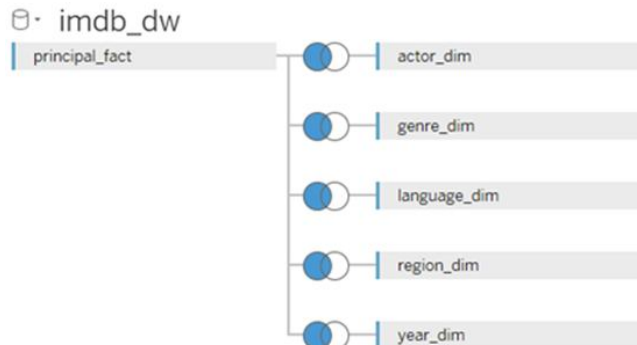 imdb_dw
principal_fact
actor_dim
genre_dim
language_dim
region_dim
year_dim